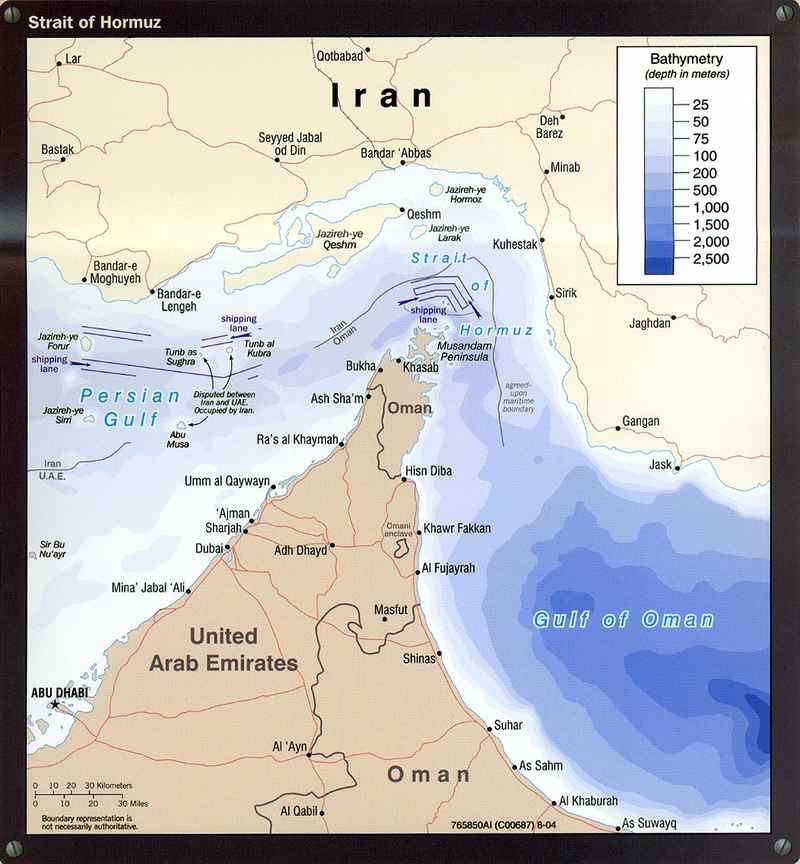 Strait of Hormuz
Lar
Qotbabad
Iran
Bathymetry
(depth in meters)
25
50
75
100
200
500
1,000
1,500
2,000
2,500
Deh
Barez
Bastak
Seyyed Jabal
od Din
Bandar ‘Abbas
Minab
Jazireh-ye
Hormoz
Qeshm
Jazireh-ye
Qeshm
Jazireh-ye
Larak
Kuhestak
Strait
of
Hormuz
Bandar-e
Moghuyeh
Bandar-e
Lengeh
Sirik
shipping
lane
shipping
lane
Jaghdan
Iran
Oman
Jazireh-ye
Forur
shipping
lane
Tunb as
Sughra
Tunb al
Kubra
Musandam
Peninsula
Bukha
Khasab
Persian
Gulf
Disputed between
Iran and UAE.
Occupied by Iran.
Ash Sha’m
Oman
agreed-
upon
maritime
boundary
Jazireh-ye
Sirri
Abu
Musa
Ra’s al Khaymah
Gangan
Iran
U.A.E.
Hisn Diba
Jask
Umm al Qaywayn
‘Ajman
Sharjah
Omani
enclave
Khawr Fakkan
Sir Bu
Nu’ayr
Dubai
Adh Dhayd
Al Fujayrah
Mina’ Jabal ‘Ali
Masfut
Gulf of Oman
United
Arab Emirates
Shinas
ABU DHABI
Suhar
Al ‘Ayn
As Sahm
Oman
0 10 20 30 Kilometers
0 10 20 30 Miles
Al Qabil
Al Khaburah
Boundary representation is
not necessarily authoritative.
765850AI (C00687) 8-04
As Suwayq